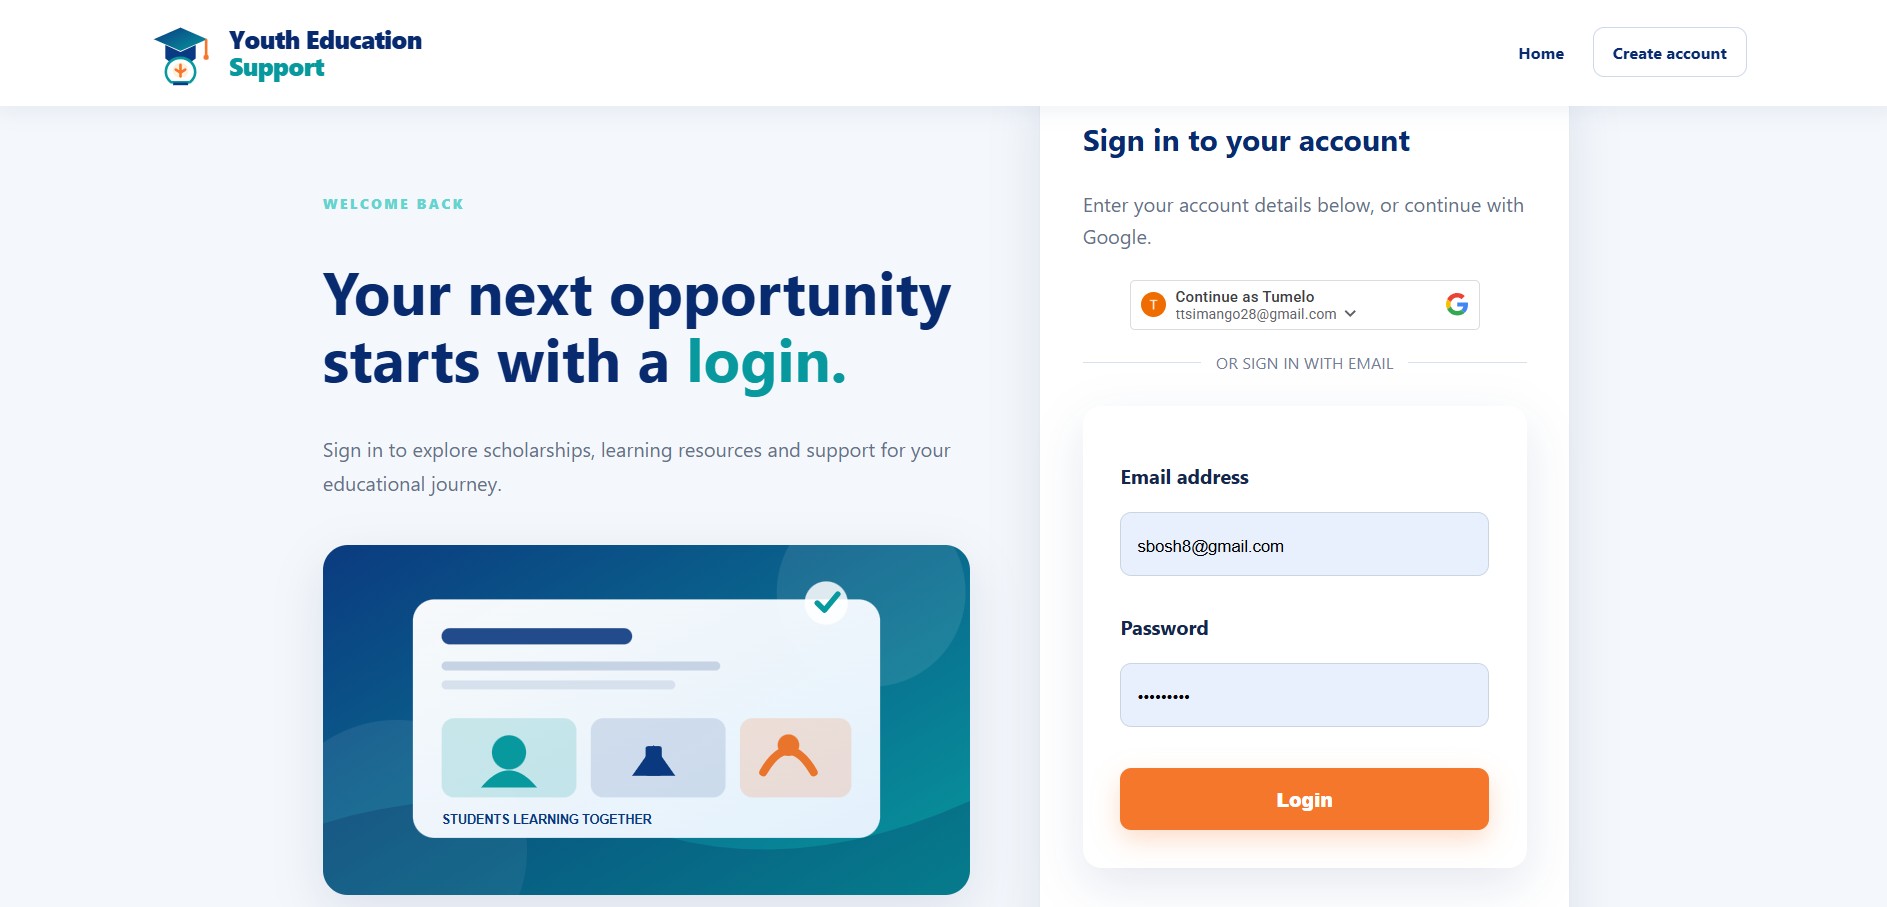 Youth Education
Support
Home
Create account
WELCOME BACK
Your next opportunity
starts with a login.
Sign in to explore scholarships, learning resources and support for your
educational journey.
STUDENTS LEARNING TOGETHER
Sign in to your account
Enter your account details below, or continue with
Google.
T
Continue as Tumelo
ttsimango28@gmail.com
OR SIGN IN WITH EMAIL
Email address
sbosh8@gmail.com
Password
•••••••••
Login